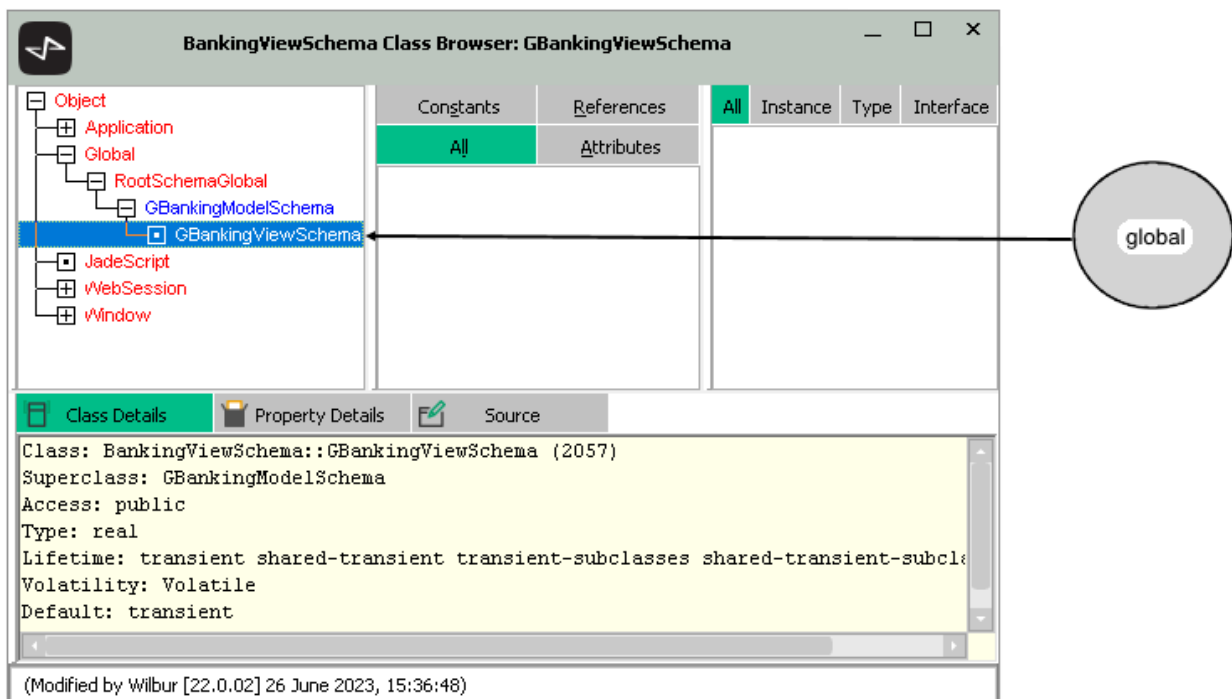 BankingViewSchema Class Browser: GBankingViewSchema
Object
Application
Global
RootSchemaGlobal
GBankingModelSchema
GBankingViewSchema
JadeScript
WebSession
Window
Constants References
All Attributes
All Instance Type Interface
global
Class Details Property Details Source
Class: BankingViewSchema::GBankingViewSchema (2057)
Superclass: GBankingModelSchema
Access: public
Type: real
Lifetime: transient shared-transient transient-subclasses shared-transient-subcla
Volatility: Volatile
Default: transient
(Modified by Wilbur [22.0.02] 26 June 2023, 15:36:48)